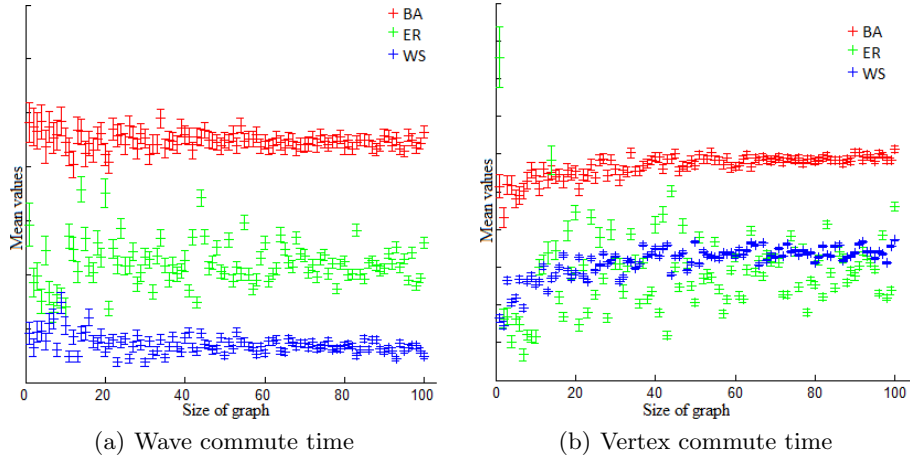 BA
ER
WS
Mean values
0
20
40
60
80
100
Size of graph
(a) Wave commute time
BA
ER
WS
Mean values
0
20
40
60
80
100
Size of graph
(b) Vertex commute time